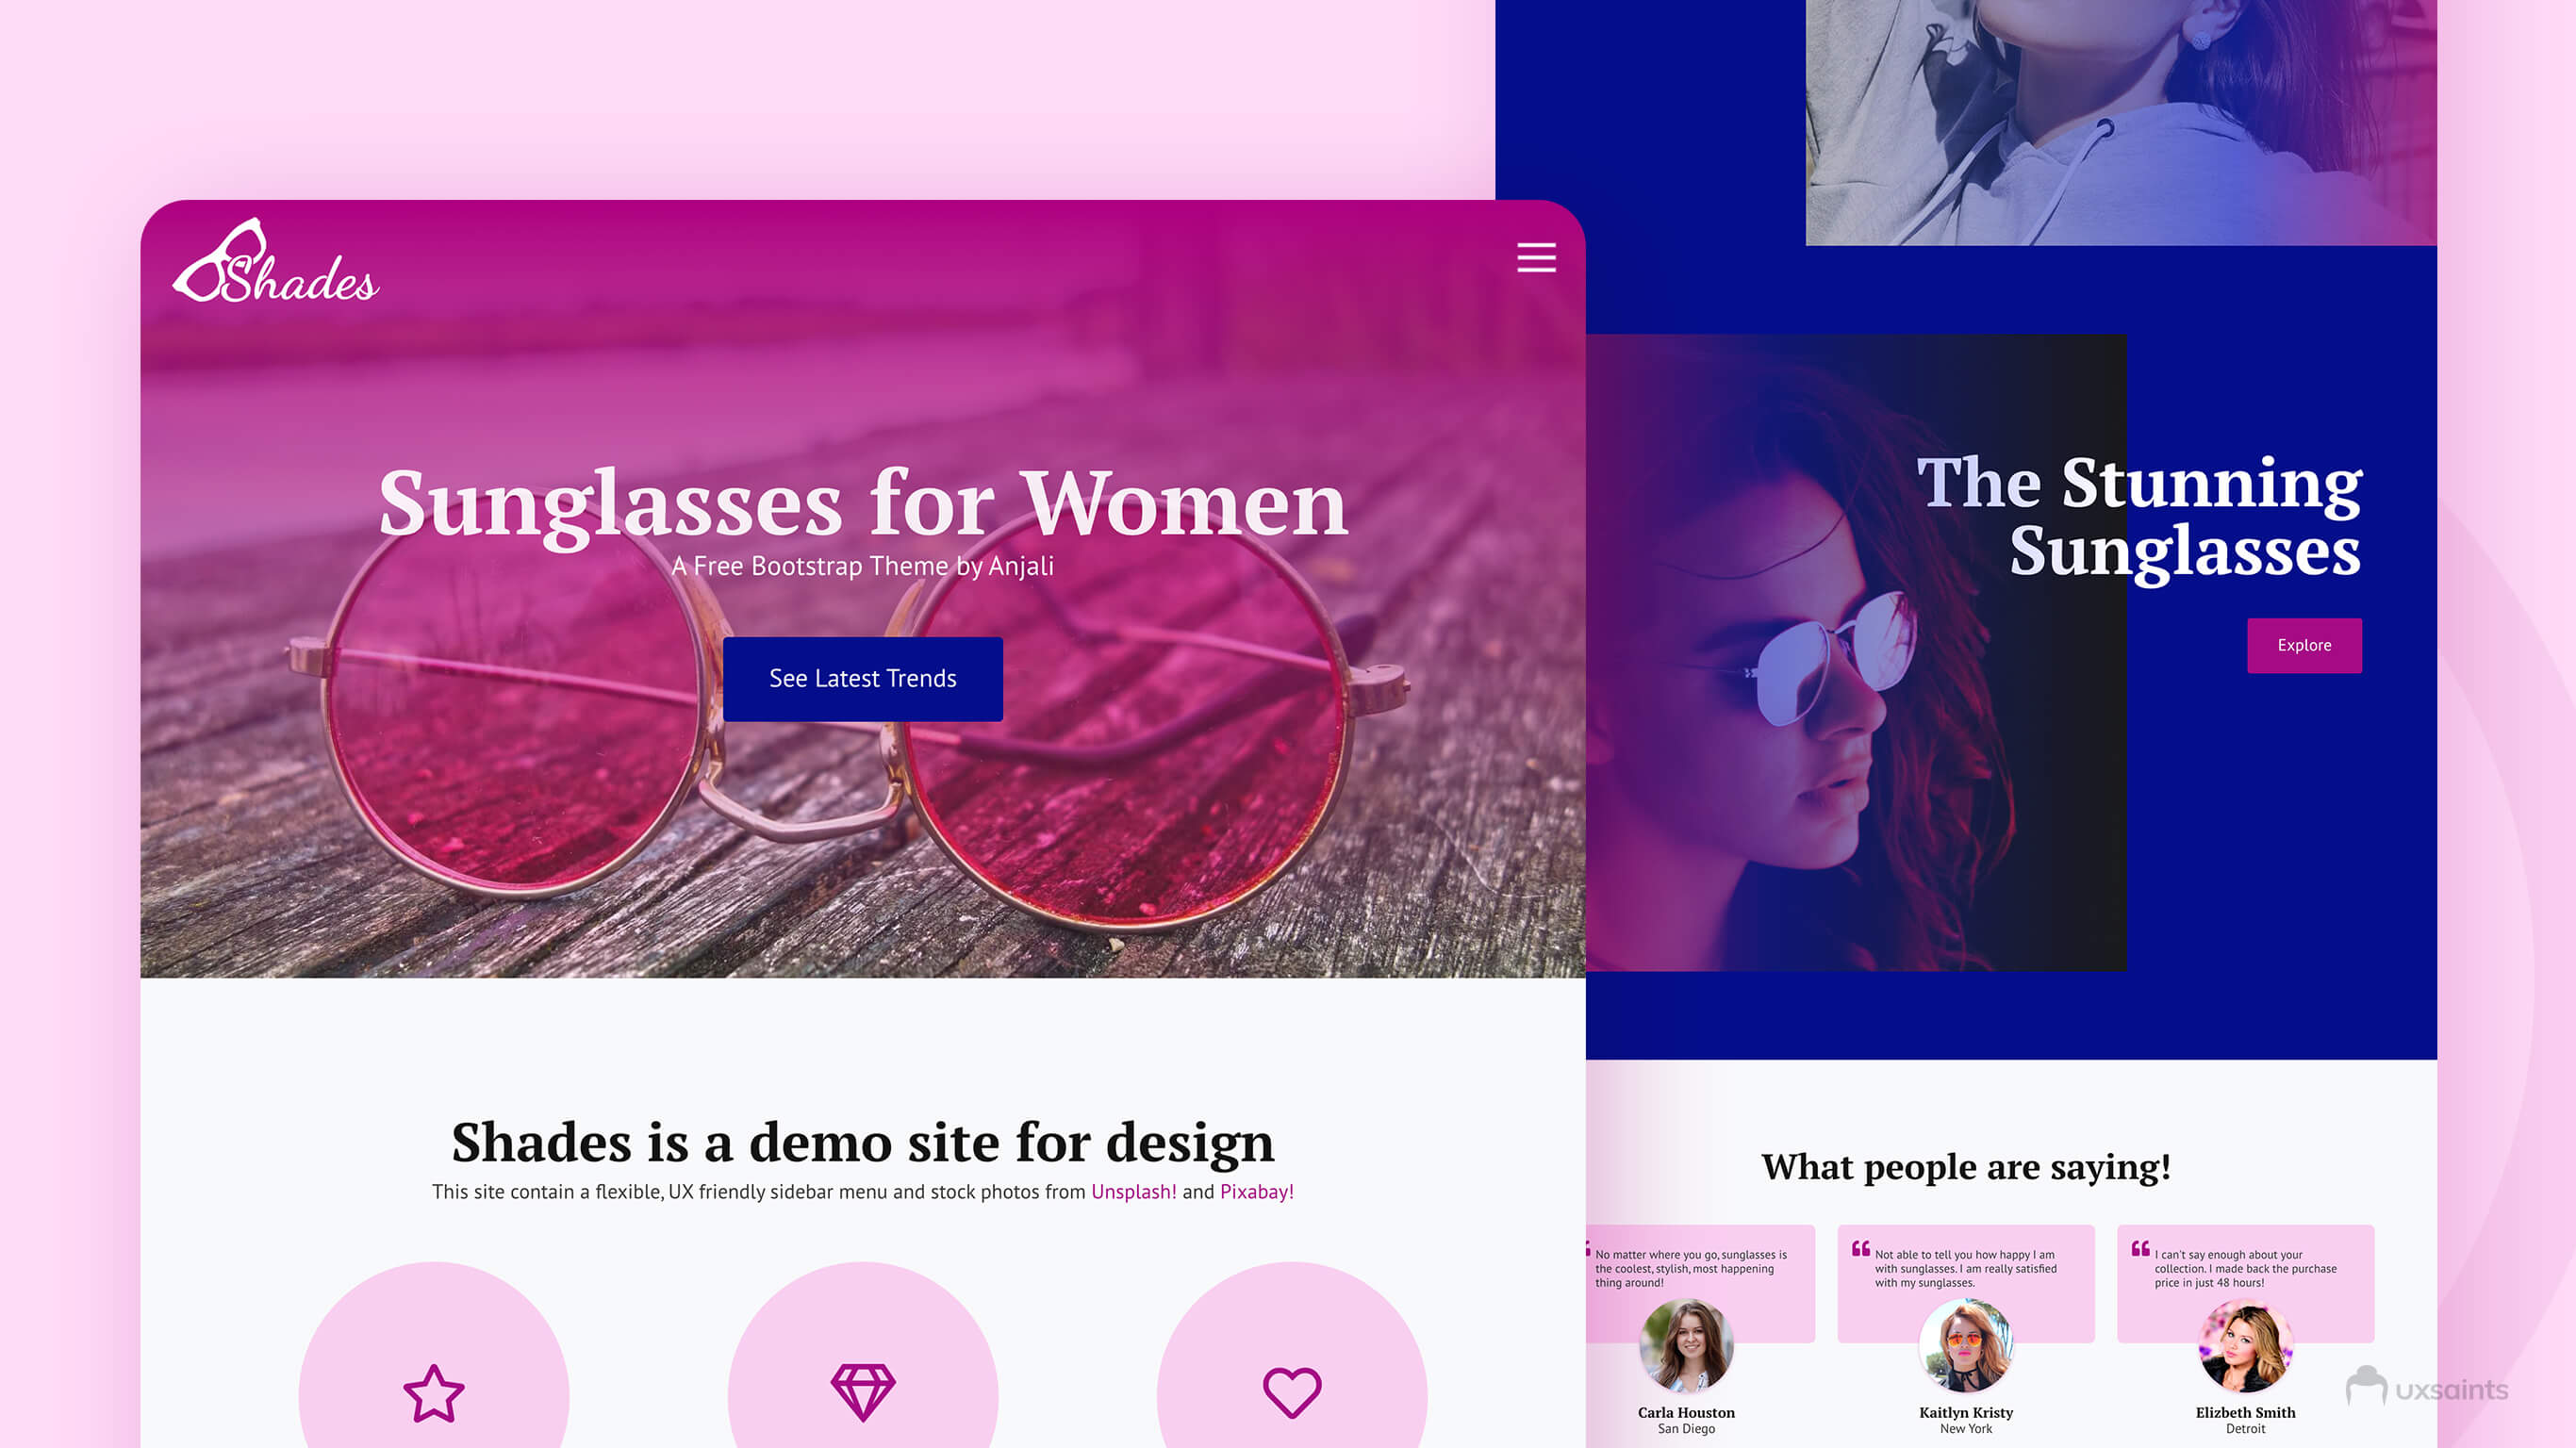 Shades
Sunglasses for Women
A Free Bootstrap Theme by Anjali
See Latest Trends
Shades is a demo site for design
This site contain a flexible, UX friendly sidebar menu and stock photos from Unsplash! and Pixabay!
The Stunning
Sunglasses
Explore
What people are saying!
No matter where you go, sunglasses is
the coolest, stylish, most happening
thing around!
Carla Houston
San Diego
Not able to tell you how happy I am
with sunglasses. I am really satisfied
with my sunglasses.
Kaitlyn Kristy
New York
I can't say enough about your
collection. I made back the purchase
price in just 48 hours!
Elizbeth Smith
Detroit
uxsaints